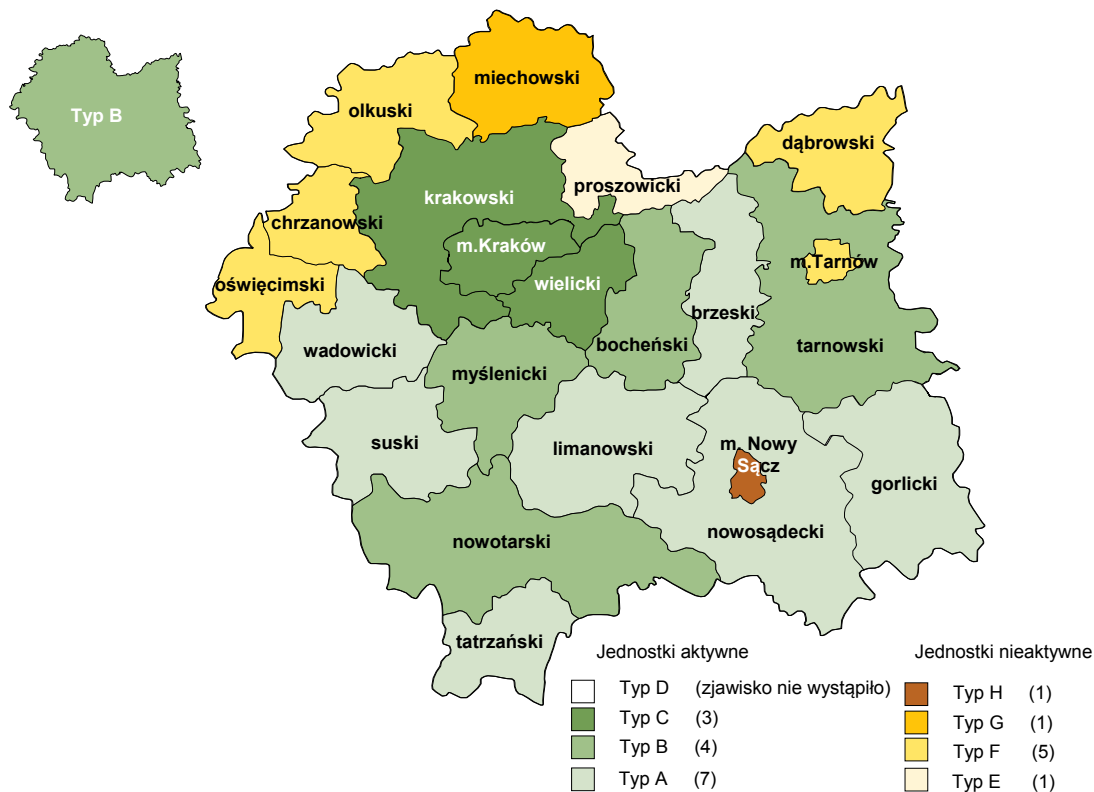 Typ B
miechowski
olkuski
dąbrowski
proszowicki
krakowski
chrzanowski
m.Kraków
m.Tarnów
oświęcimski
wielicki
brzeski
wadowicki
bocheński
tarnowski
myślenicki
suski
limanowski
m. Nowy
Sącz
gorlicki
nowosądecki
nowotarski
tatrzański
Jednostki aktywne
Typ D (zjawisko nie wystąpiło)
Typ C (3)
Typ B (4)
Typ A (7)
Jednostki nieaktywne
Typ H (1)
Typ G (1)
Typ F (5)
Typ E (1)